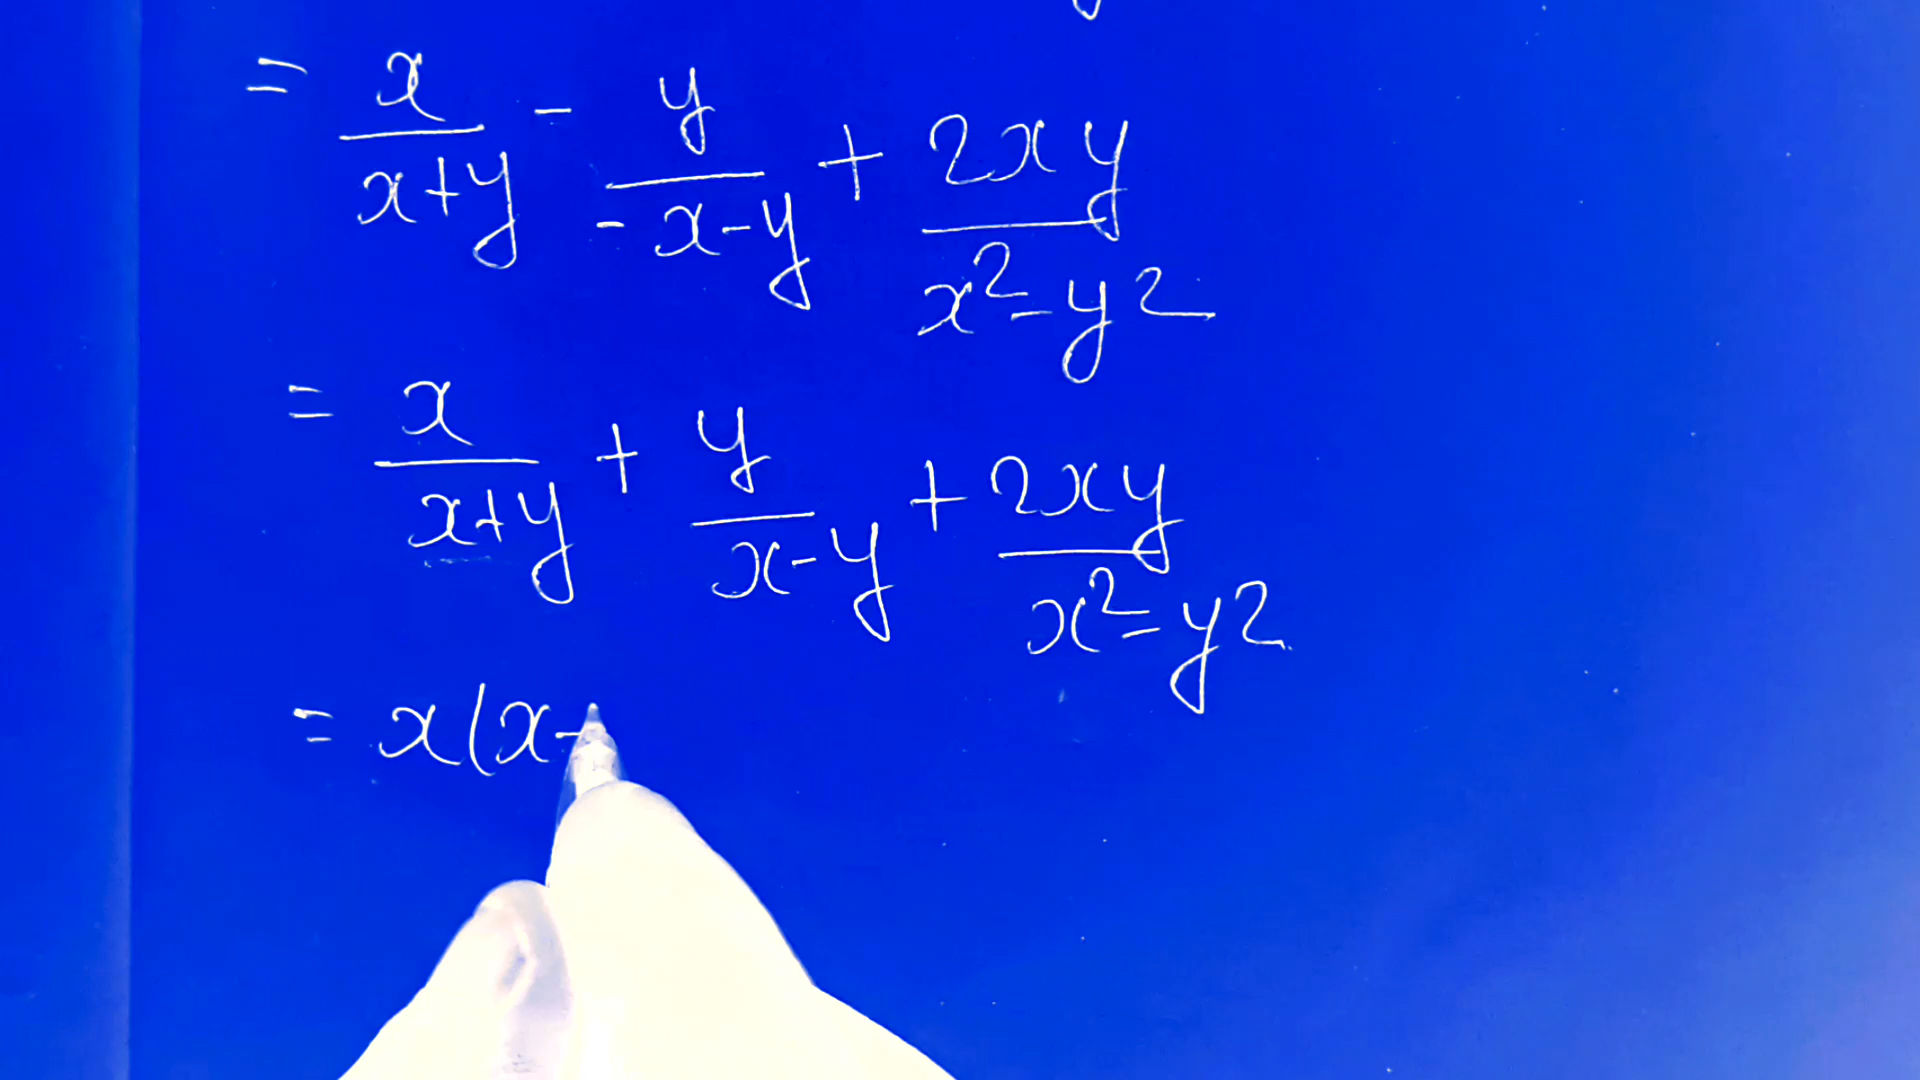 = x/(x+y) - y/(-x-y) + 2xy/(x²-y²)
= x/(x+y) + y/(x-y) + 2xy/(x²-y²)
= x(x-